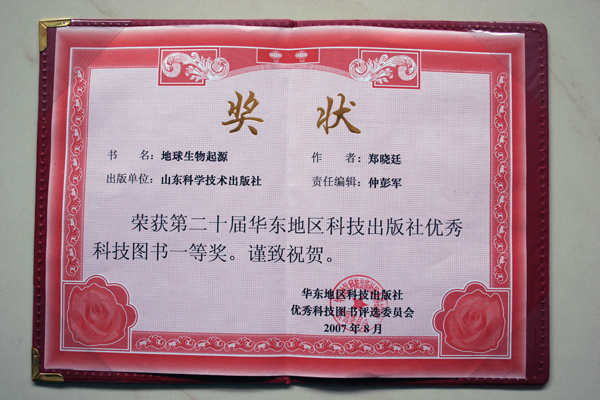 奖 状
书 名：地球生物起源 作 者：郑晓廷
出版单位：山东科学技术出版社 责任编辑：仲彭军
荣获第二十届华东地区科技出版社优秀
科技图书一等奖。谨致祝贺。
华东地区科技出版社
优秀科技图书评选委员会
2007年8月